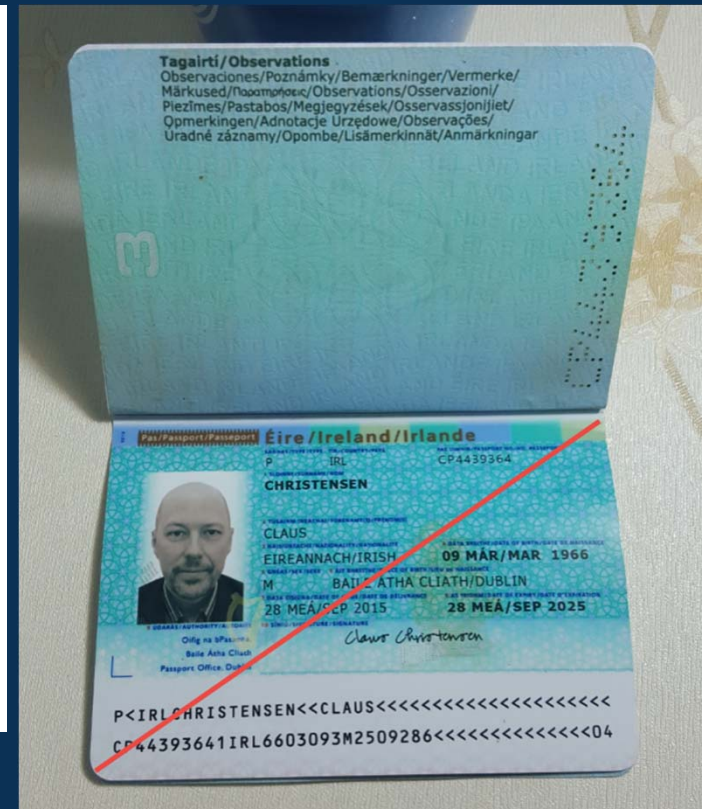 Tagairtí/Observations
Observaciones/Poznámky/Bemærkninger/Vermerke/
Märkused/Παρατηρήσεις/Observations/Osservazioni/
Piezīmes/Pastabos/Megjegyzések/Osservassjonijiet/
Opmerkingen/Adnotacje Urzędowe/Observações/
Úradné záznamy/Opombe/Lisämerkinnät/Anmärkningar
3
Pas/Passport/Passeport Éire/Ireland/Irlande
P IRL CP4439364
CHRISTENSEN
CLAUS
EIREANNACH/IRISH 09 MÁR/MAR 1966
M BAILE ÁTHA CLIATH/DUBLIN
28 MEÁ/SEP 2015 28 MEÁ/SEP 2025
Oifig na bPasanna
Baile Átha Cliath
Passport Office, Dublin
Claus Christensen
P<IRLCHRISTENSEN<<CLAUS<<<<<<<<<<<<<<<<<<<<<
CP44393641IRL6603093M2509286<<<<<<<<<<<<<<04